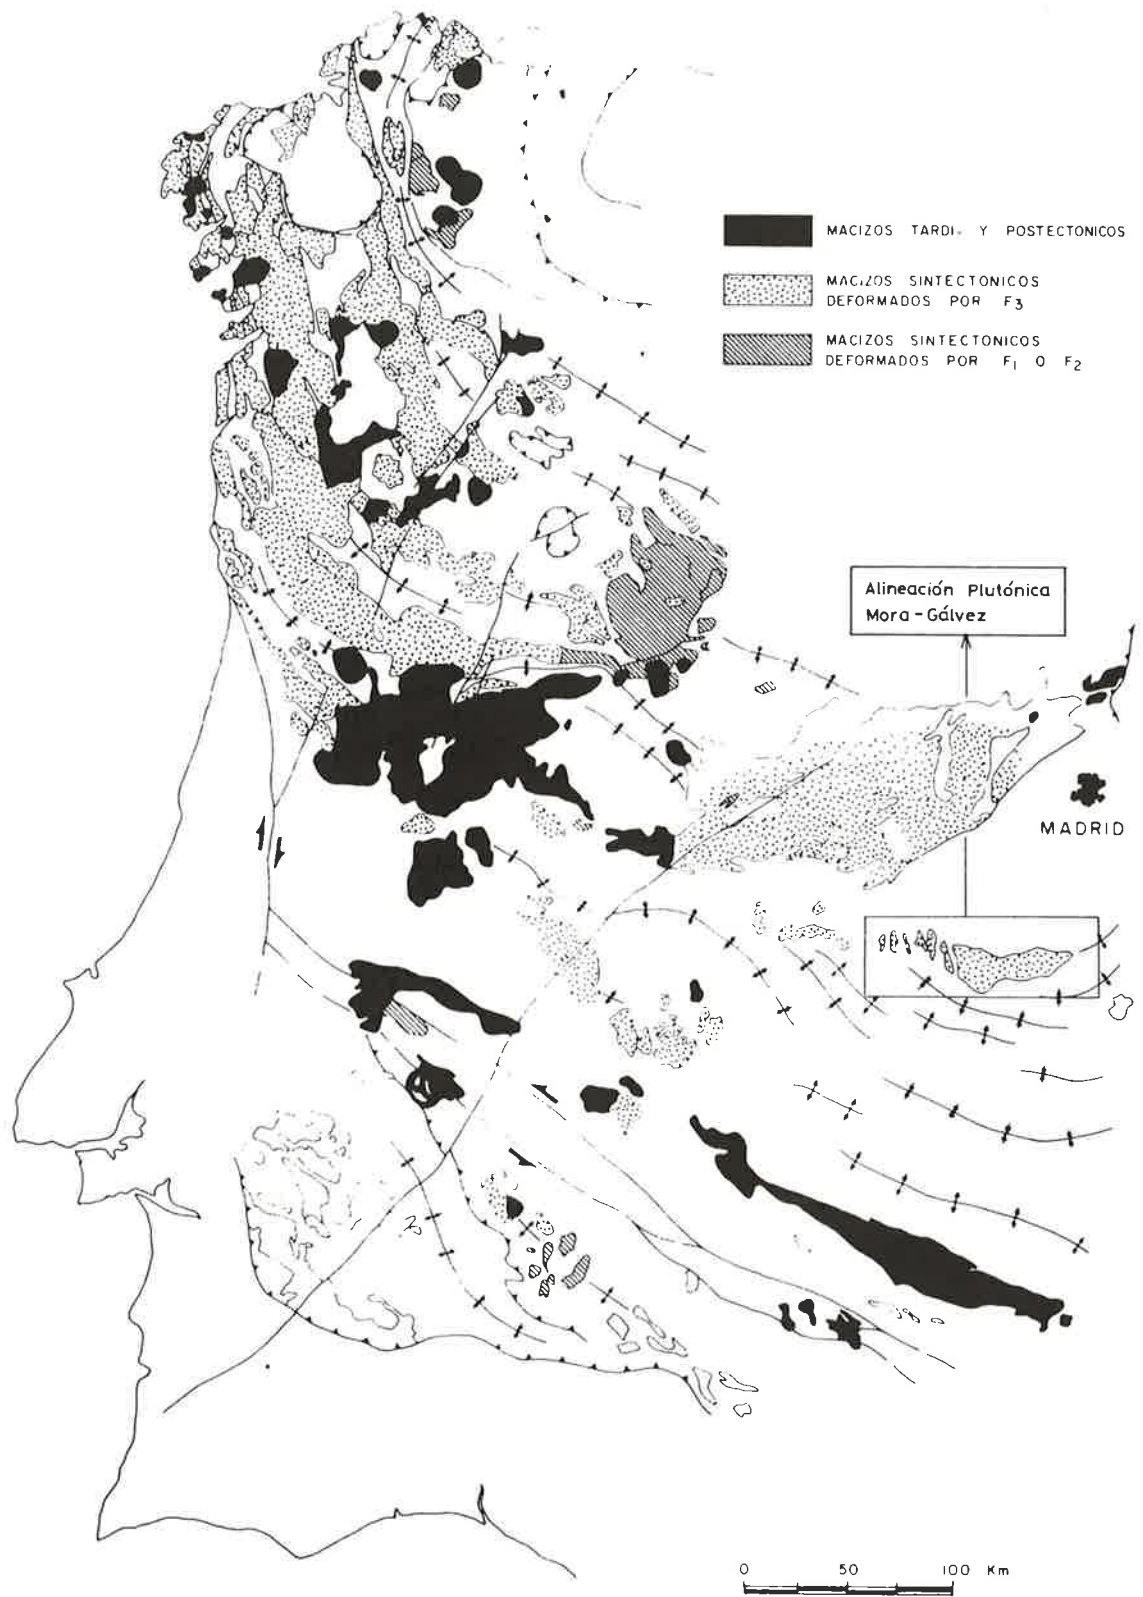 MACIZOS TARDI. Y POSTECTONICOS
MACIZOS SINTECTONICOS
DEFORMADOS POR F3
MACIZOS SINTECTONICOS
DEFORMADOS POR F1 O F2
Alineación Plutónica
Mora-Gálvez
MADRID
0 50 100 Km